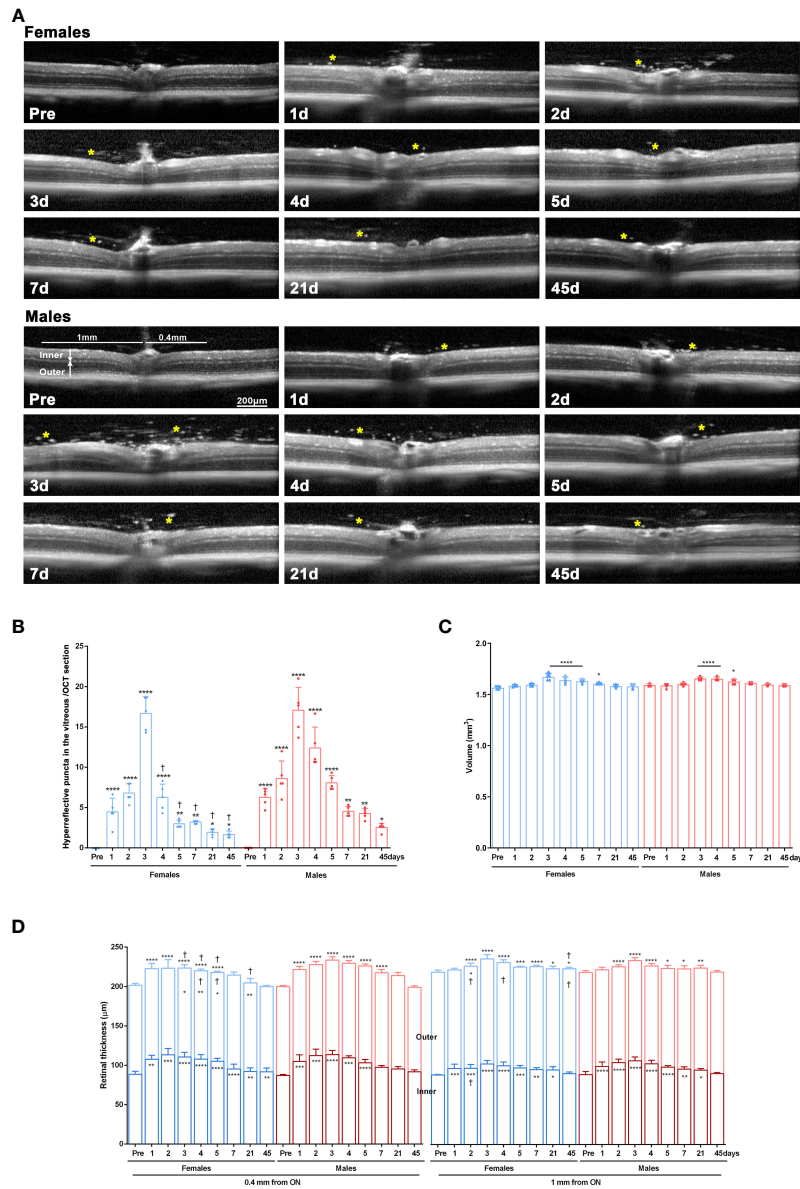 A
Females
*
*
Pre
1d
2d
*
*
*
3d
4d
5d
*
*
*
7d
21d
45d
Males
1mm
0.4mm
Inner
Outer
*
*
Pre
200μm
1d
2d
*
*
*
*
3d
4d
5d
*
*
*
7d
21d
45d
B
Hyperreflective puncta in the vitreous /OCT section
25
20
15
10
5
0
**** **** **** † **** † ** † ** † * † *
**** **** **** **** **** ** ** *
Pre 1 2 3 4 5 7 21 45 Pre 1 2 3 4 5 7 21 45days
Females Males
C
Volume (mm³)
2.0
1.5
1.0
0.5
0.0
**** * **** *
Pre 1 2 3 4 5 7 21 45 Pre 1 2 3 4 5 7 21 45 days
Females Males
D
Retinal thickness (μm)
250
200
150
100
50
0
Outer
Inner
Pre 1 2 3 4 5 7 21 45 Pre 1 2 3 4 5 7 21 45 Pre 1 2 3 4 5 7 21 45 Pre 1 2 3 4 5 7 21 45days
Females Males Females Males
0.4 mm from ON 1 mm from ON